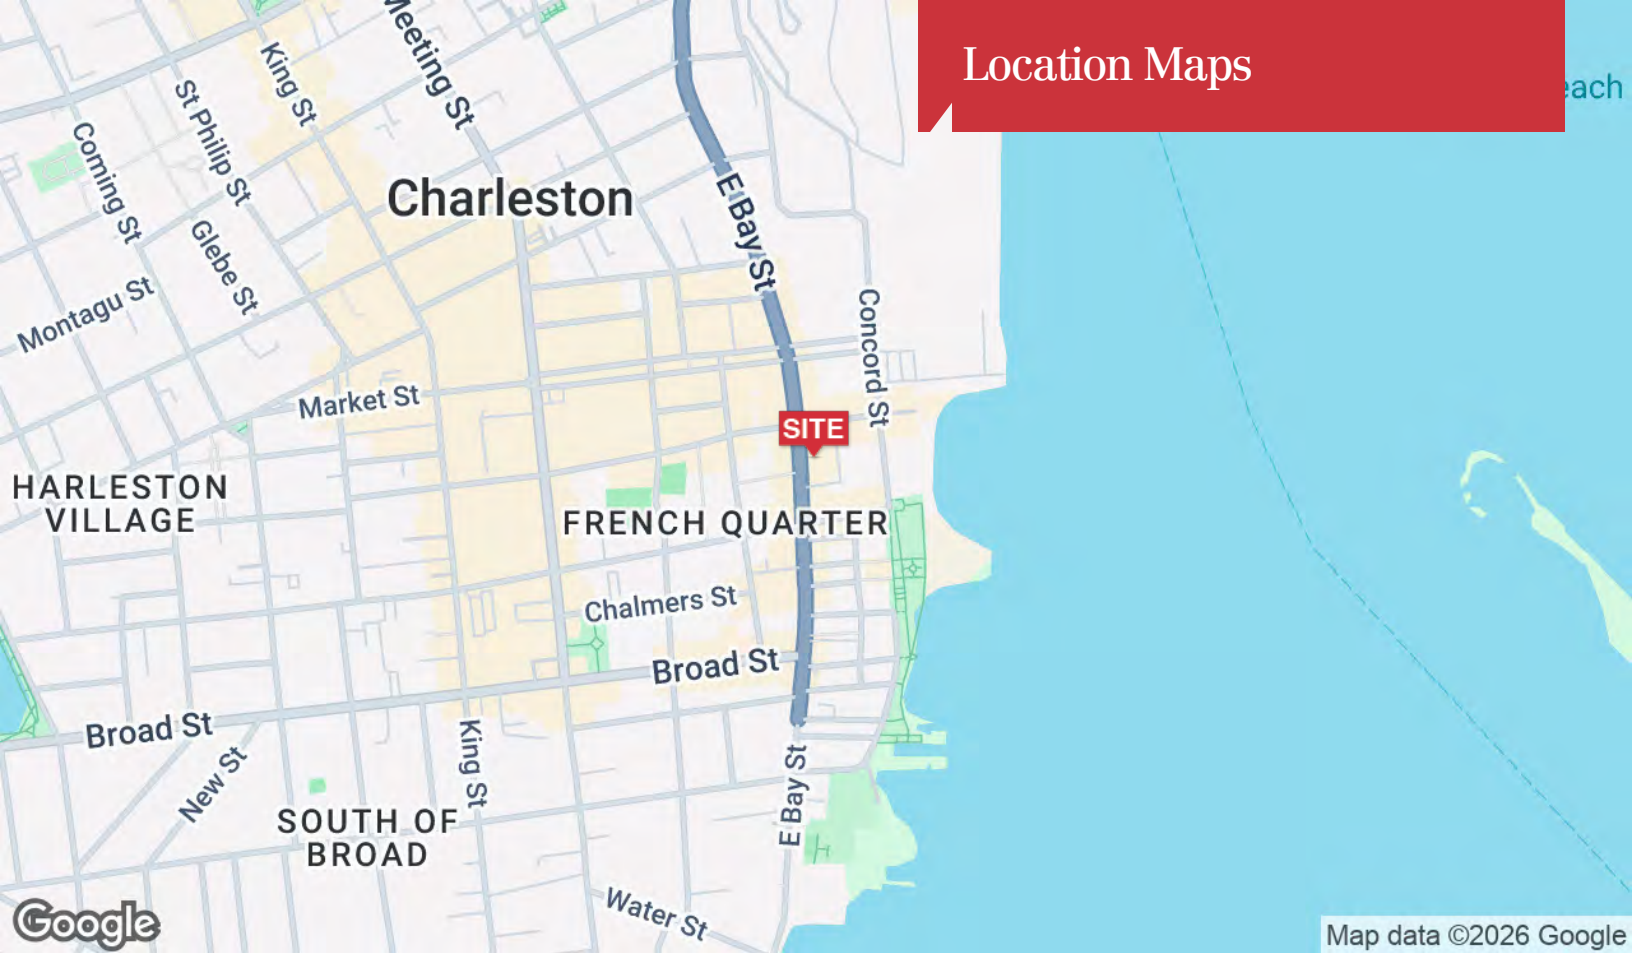 Location Maps
each
Meeting St
King St
St Philip St
Coming St
Glebe St
Montagu St
Charleston
E Bay St
Concord St
Market St
SITE
HARLESTON
VILLAGE
FRENCH QUARTER
Chalmers St
Broad St
Broad St
New St
King St
E Bay St
SOUTH OF
BROAD
Water St
Google
Map data ©2026 Google